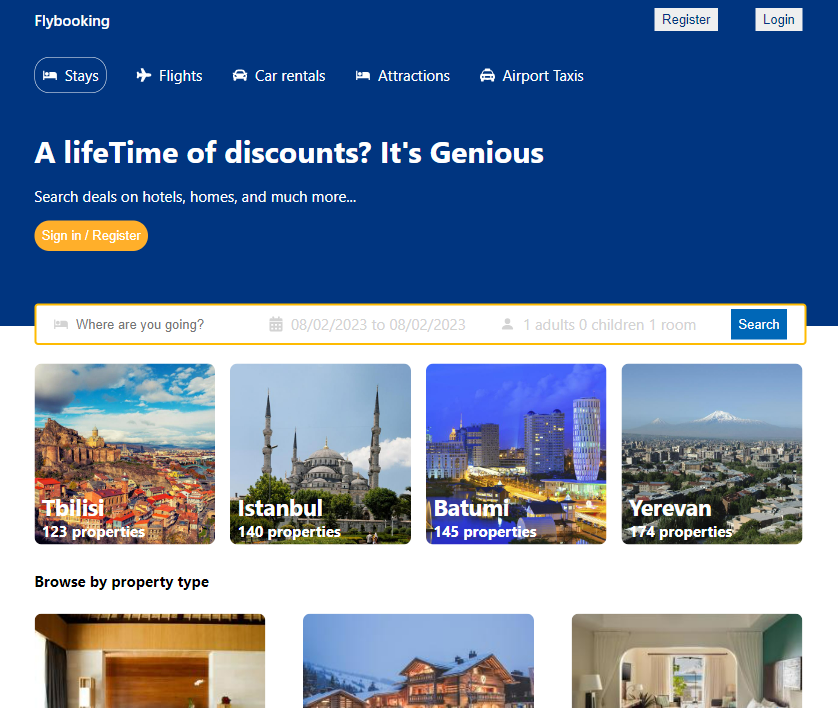 Flybooking
Register
Login
Stays
Flights
Car rentals
Attractions
Airport Taxis
A lifeTime of discounts? It's Genious
Search deals on hotels, homes, and much more...
Sign in / Register
Where are you going?
08/02/2023 to 08/02/2023
1 adults 0 children 1 room
Search
Tbilisi
123 properties
Istanbul
140 properties
Batumi
145 properties
Yerevan
174 properties
Browse by property type